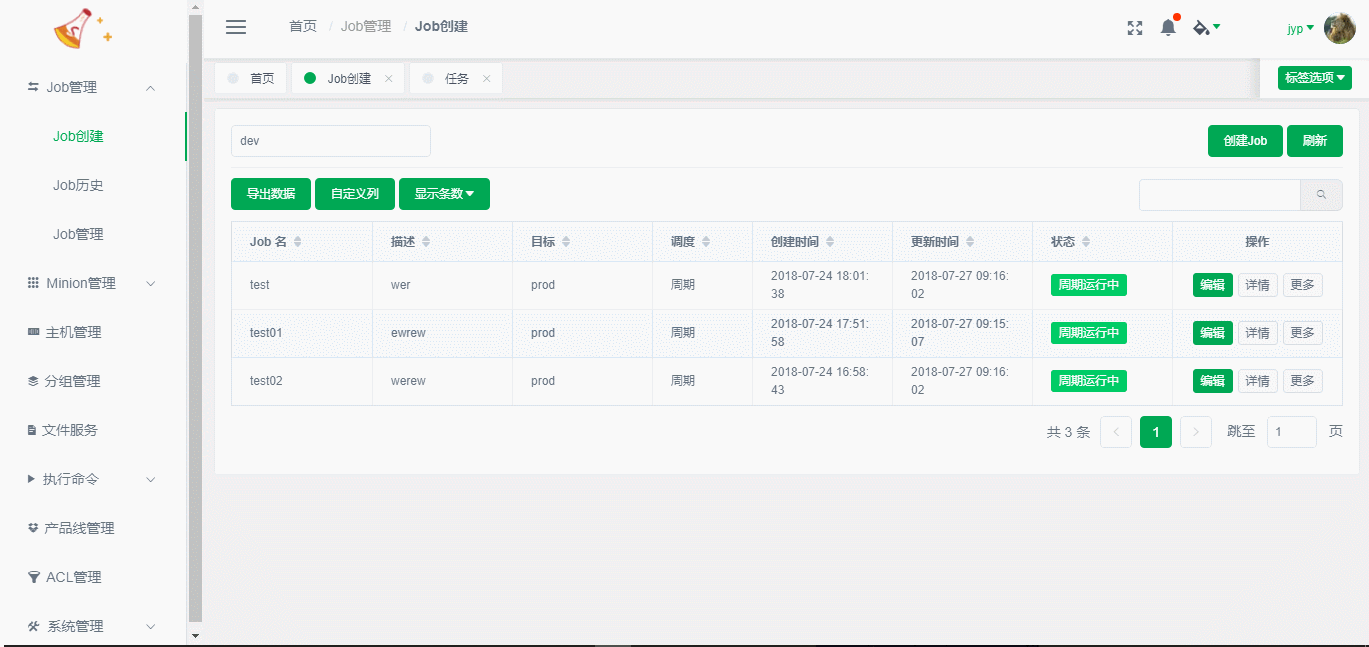 首页 / Job管理 / Job创建
jyp
首页
Job创建
任务
标签选项
Job管理
Job创建
Job历史
Job管理
Minion管理
主机管理
分组管理
文件服务
执行命令
产品线管理
ACL管理
系统管理
dev
创建Job
刷新
导出数据
自定义列
显示条数
Job 名
描述
目标
调度
创建时间
更新时间
状态
操作
test
wer
prod
周期
2018-07-24 18:01:
38
2018-07-27 09:16:
02
周期运行中
编辑
详情
更多
test01
ewrew
prod
周期
2018-07-24 17:51:
58
2018-07-27 09:15:
07
周期运行中
编辑
详情
更多
test02
werew
prod
周期
2018-07-24 16:58:
43
2018-07-27 09:16:
02
周期运行中
编辑
详情
更多
共 3 条
1
跳至
1
页